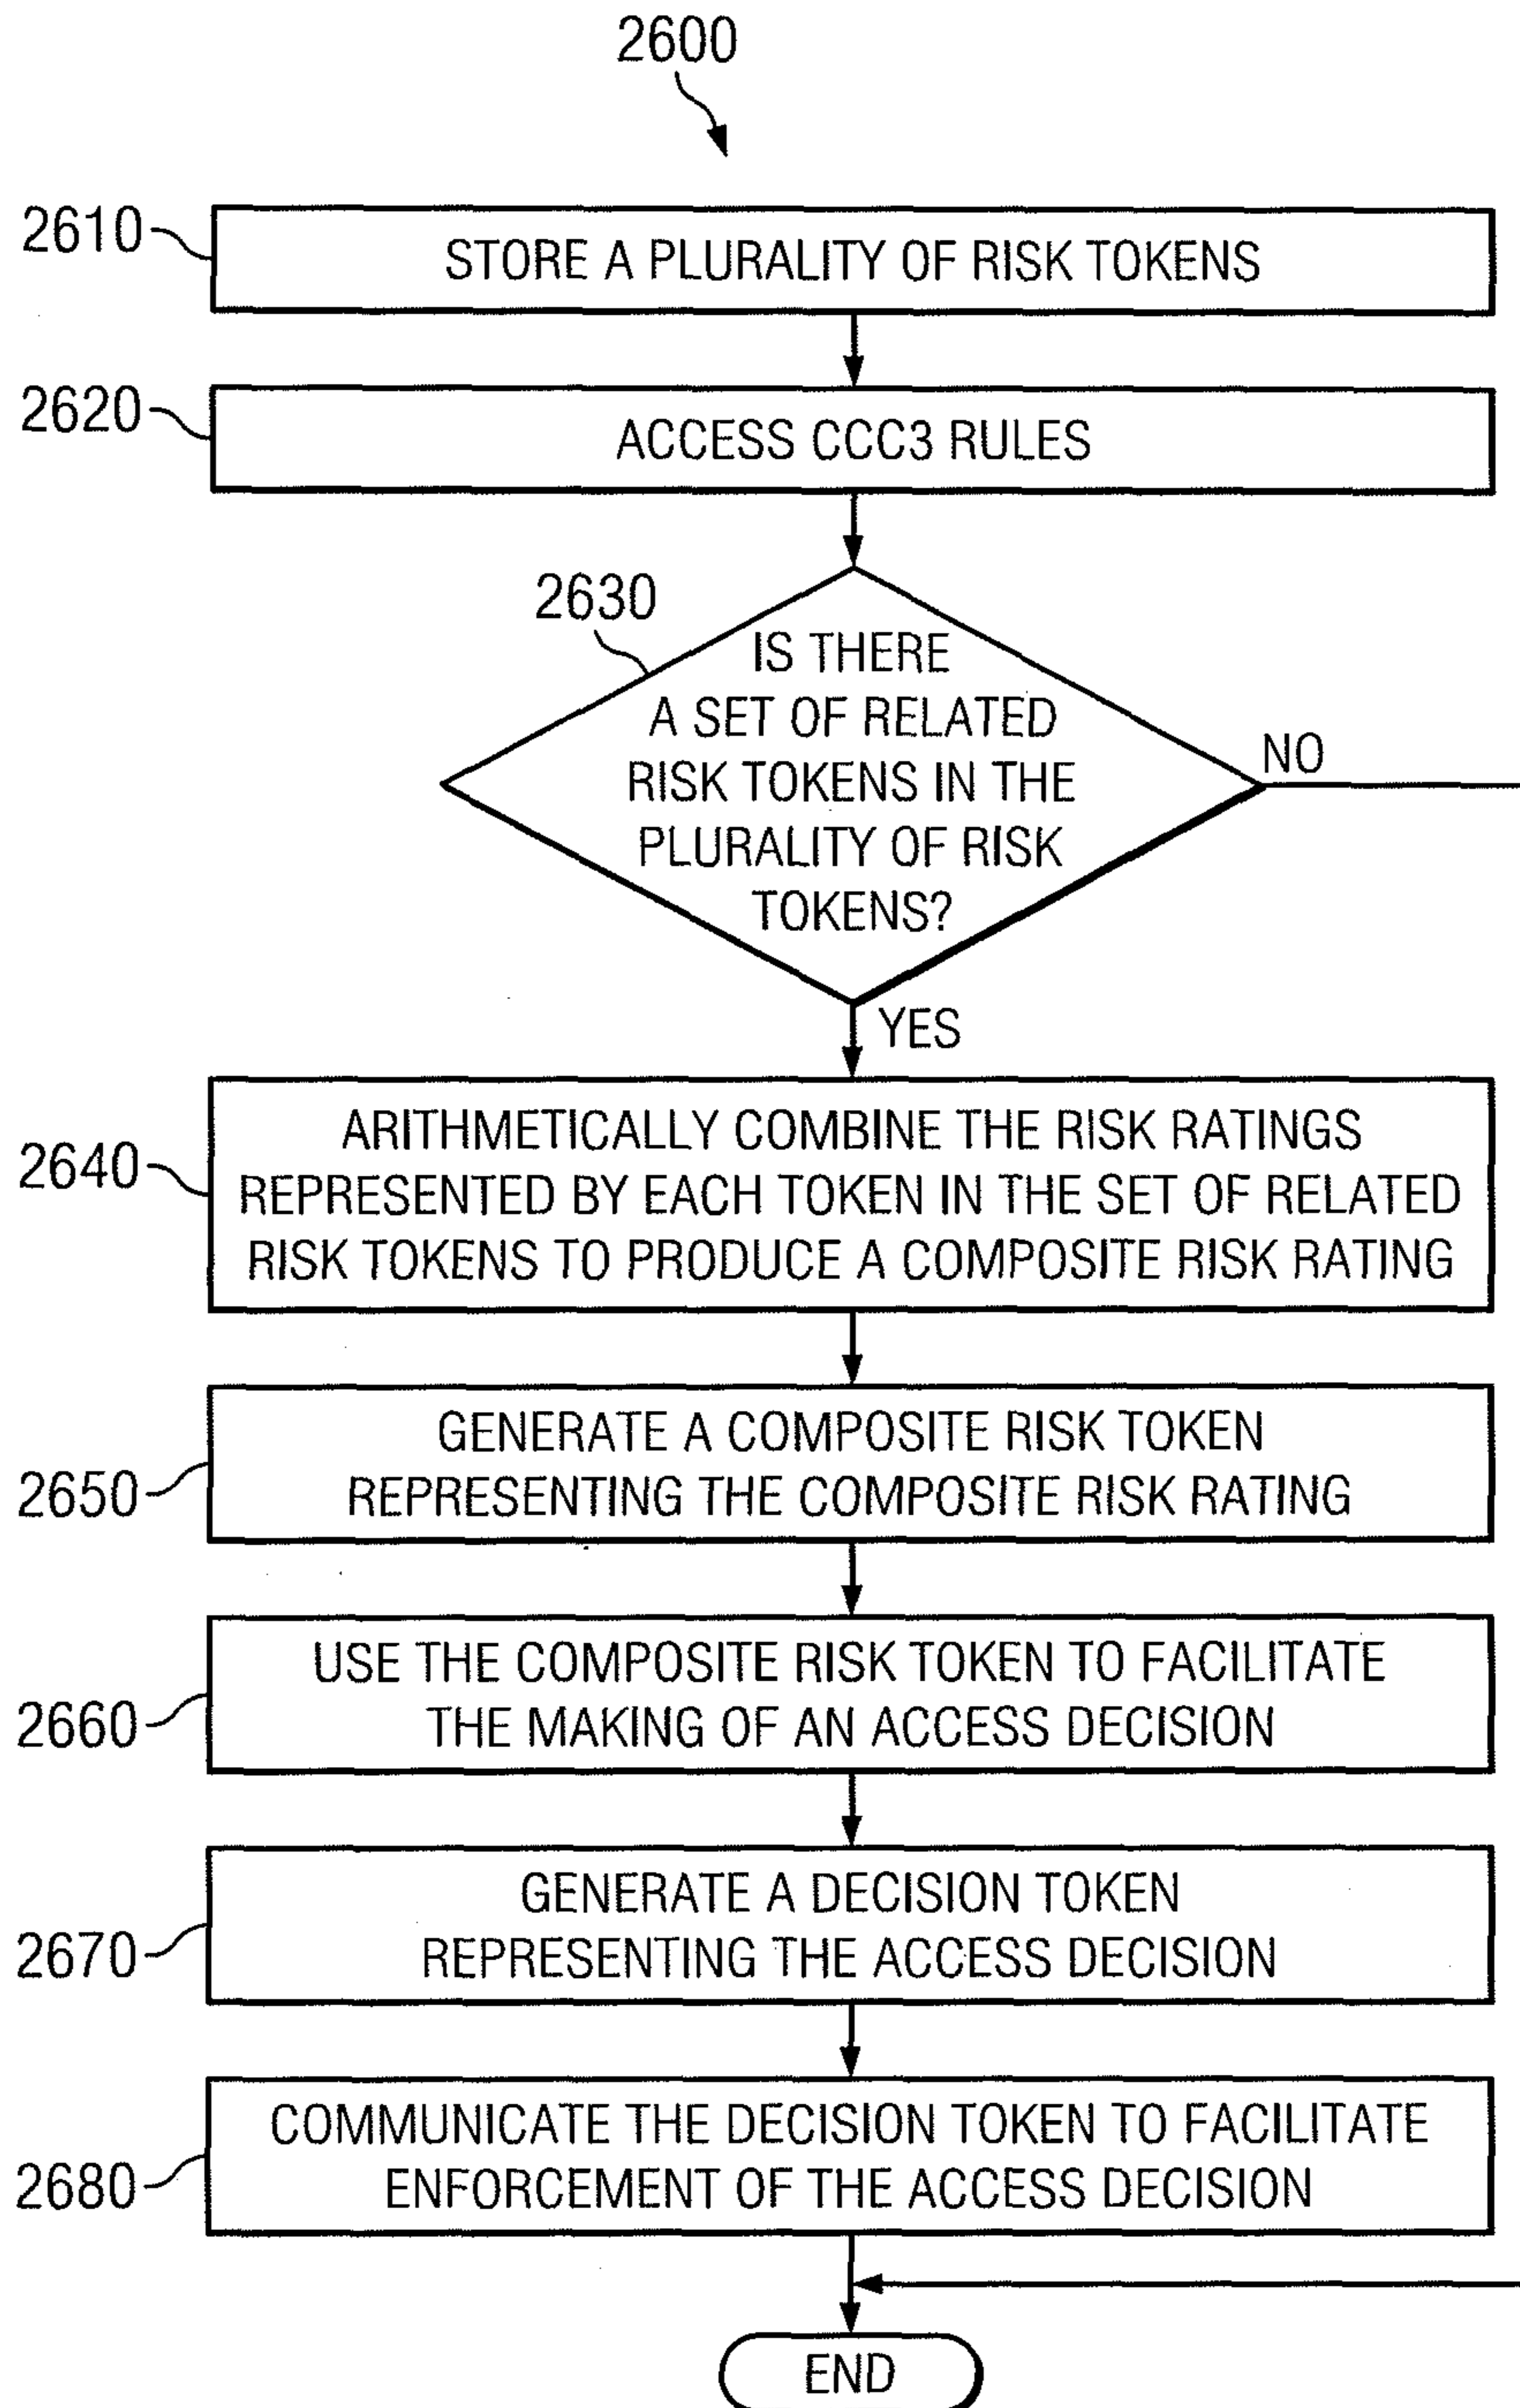 2600
2610
STORE A PLURALITY OF RISK TOKENS
2620
ACCESS CCC3 RULES
2630
IS THERE
A SET OF RELATED
RISK TOKENS IN THE
PLURALITY OF RISK
TOKENS?
NO
YES
2640
ARITHMETICALLY COMBINE THE RISK RATINGS
REPRESENTED BY EACH TOKEN IN THE SET OF RELATED
RISK TOKENS TO PRODUCE A COMPOSITE RISK RATING
2650
GENERATE A COMPOSITE RISK TOKEN
REPRESENTING THE COMPOSITE RISK RATING
2660
USE THE COMPOSITE RISK TOKEN TO FACILITATE
THE MAKING OF AN ACCESS DECISION
2670
GENERATE A DECISION TOKEN
REPRESENTING THE ACCESS DECISION
2680
COMMUNICATE THE DECISION TOKEN TO FACILITATE
ENFORCEMENT OF THE ACCESS DECISION
END